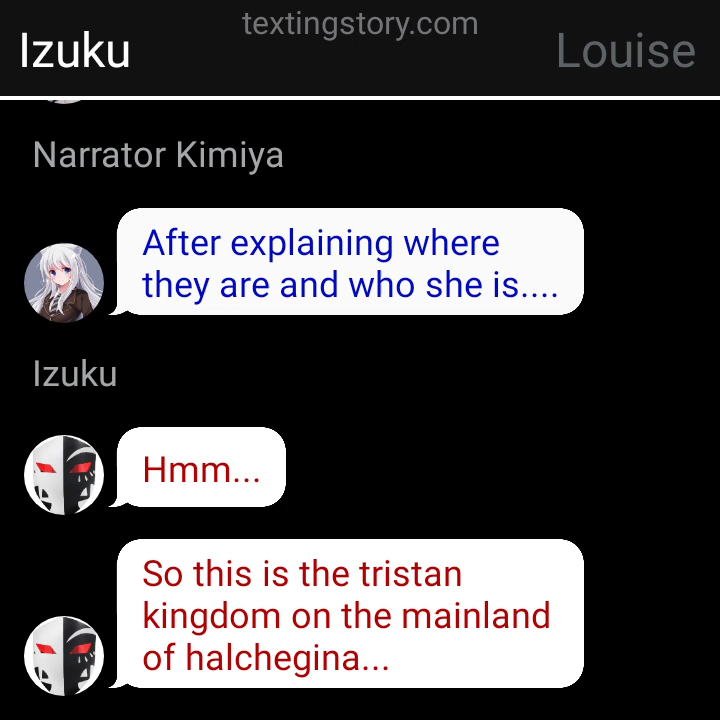 textingstory.com
Izuku
Louise
Narrator Kimiya
After explaining where
they are and who she is....
Izuku
Hmm...
So this is the tristan
kingdom on the mainland
of halchegina...